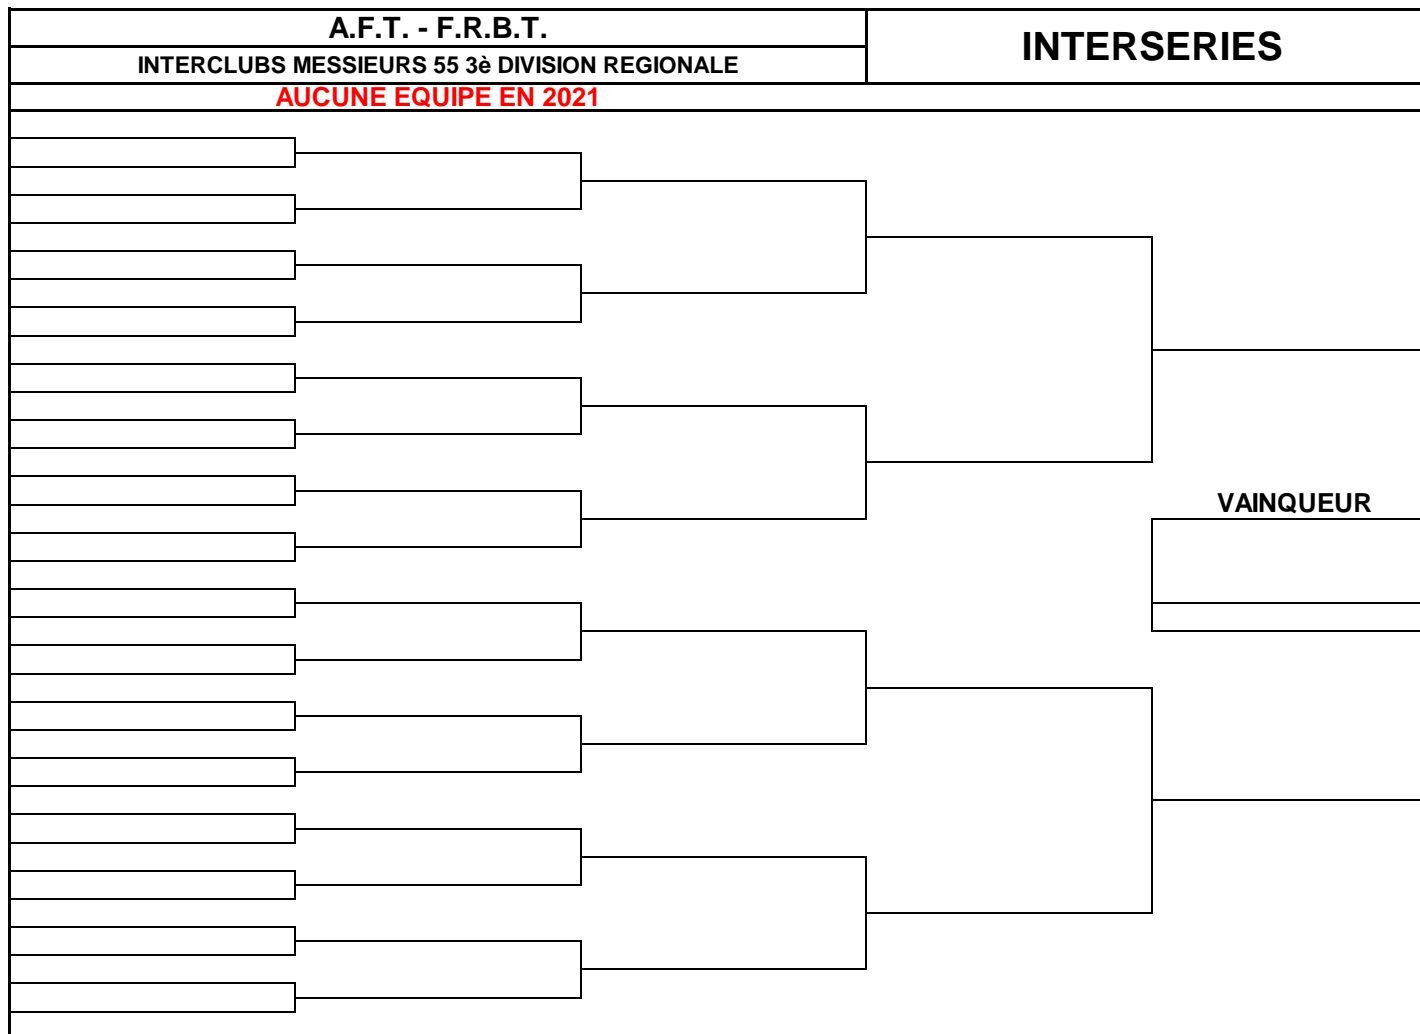 A.F.T. - F.R.B.T.
INTERSERIES
INTERCLUBS MESSIEURS 55 3è DIVISION REGIONALE
AUCUNE EQUIPE EN 2021
VAINQUEUR